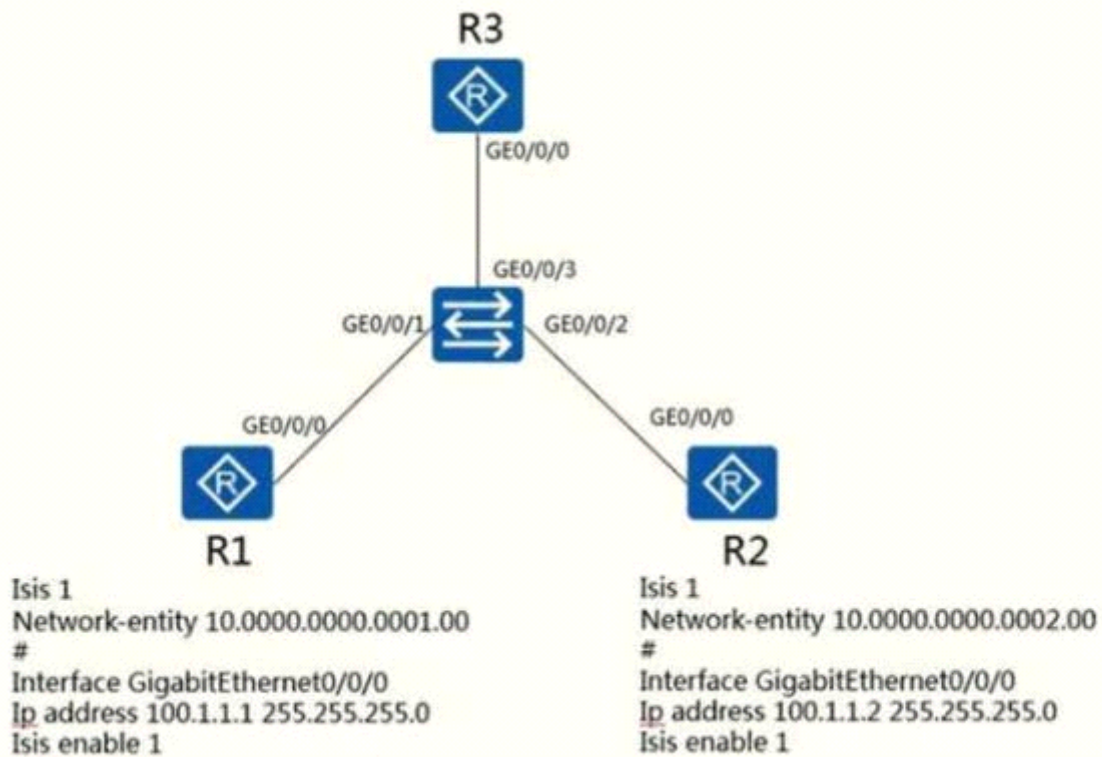 R3
R
GE0/0/0
GE0/0/3
GE0/0/1
GE0/0/2
GE0/0/0
GE0/0/0
R
R
R1
R2
Isis 1
Network-entity 10.0000.0000.0001.00
#
Interface GigabitEthernet0/0/0
Ip address 100.1.1.1 255.255.255.0
Isis enable 1
Isis 1
Network-entity 10.0000.0000.0002.00
#
Interface GigabitEthernet0/0/0
Ip address 100.1.1.2 255.255.255.0
Isis enable 1